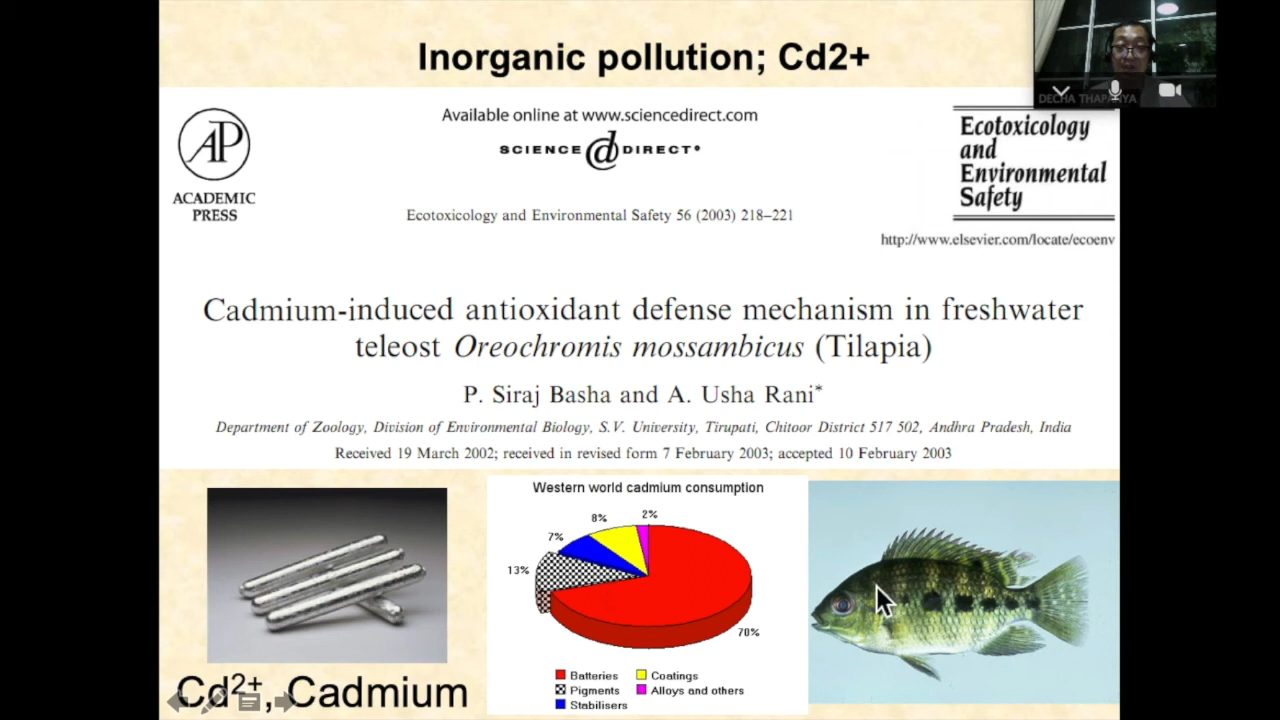 Inorganic pollution; Cd2+
DECHA THAPANYA
AP
ACADEMIC
PRESS
Available online at www.sciencedirect.com
SCIENCE d DIRECT®
Ecotoxicology
and
Environmental
Safety
Ecotoxicology and Environmental Safety 56 (2003) 218–221
http://www.elsevier.com/locate/ecoenv
Cadmium-induced antioxidant defense mechanism in freshwater
teleost Oreochromis mossambicus (Tilapia)
P. Siraj Basha and A. Usha Rani*
Department of Zoology, Division of Environmental Biology, S.V. University, Tirupati, Chitoor District 517 502, Andhra Pradesh, India
Received 19 March 2002; received in revised form 7 February 2003; accepted 10 February 2003
Western world cadmium consumption
2%
8%
7%
13%
70%
Batteries
Coatings
Pigments
Alloys and others
Stabilisers
Cd2+, Cadmium